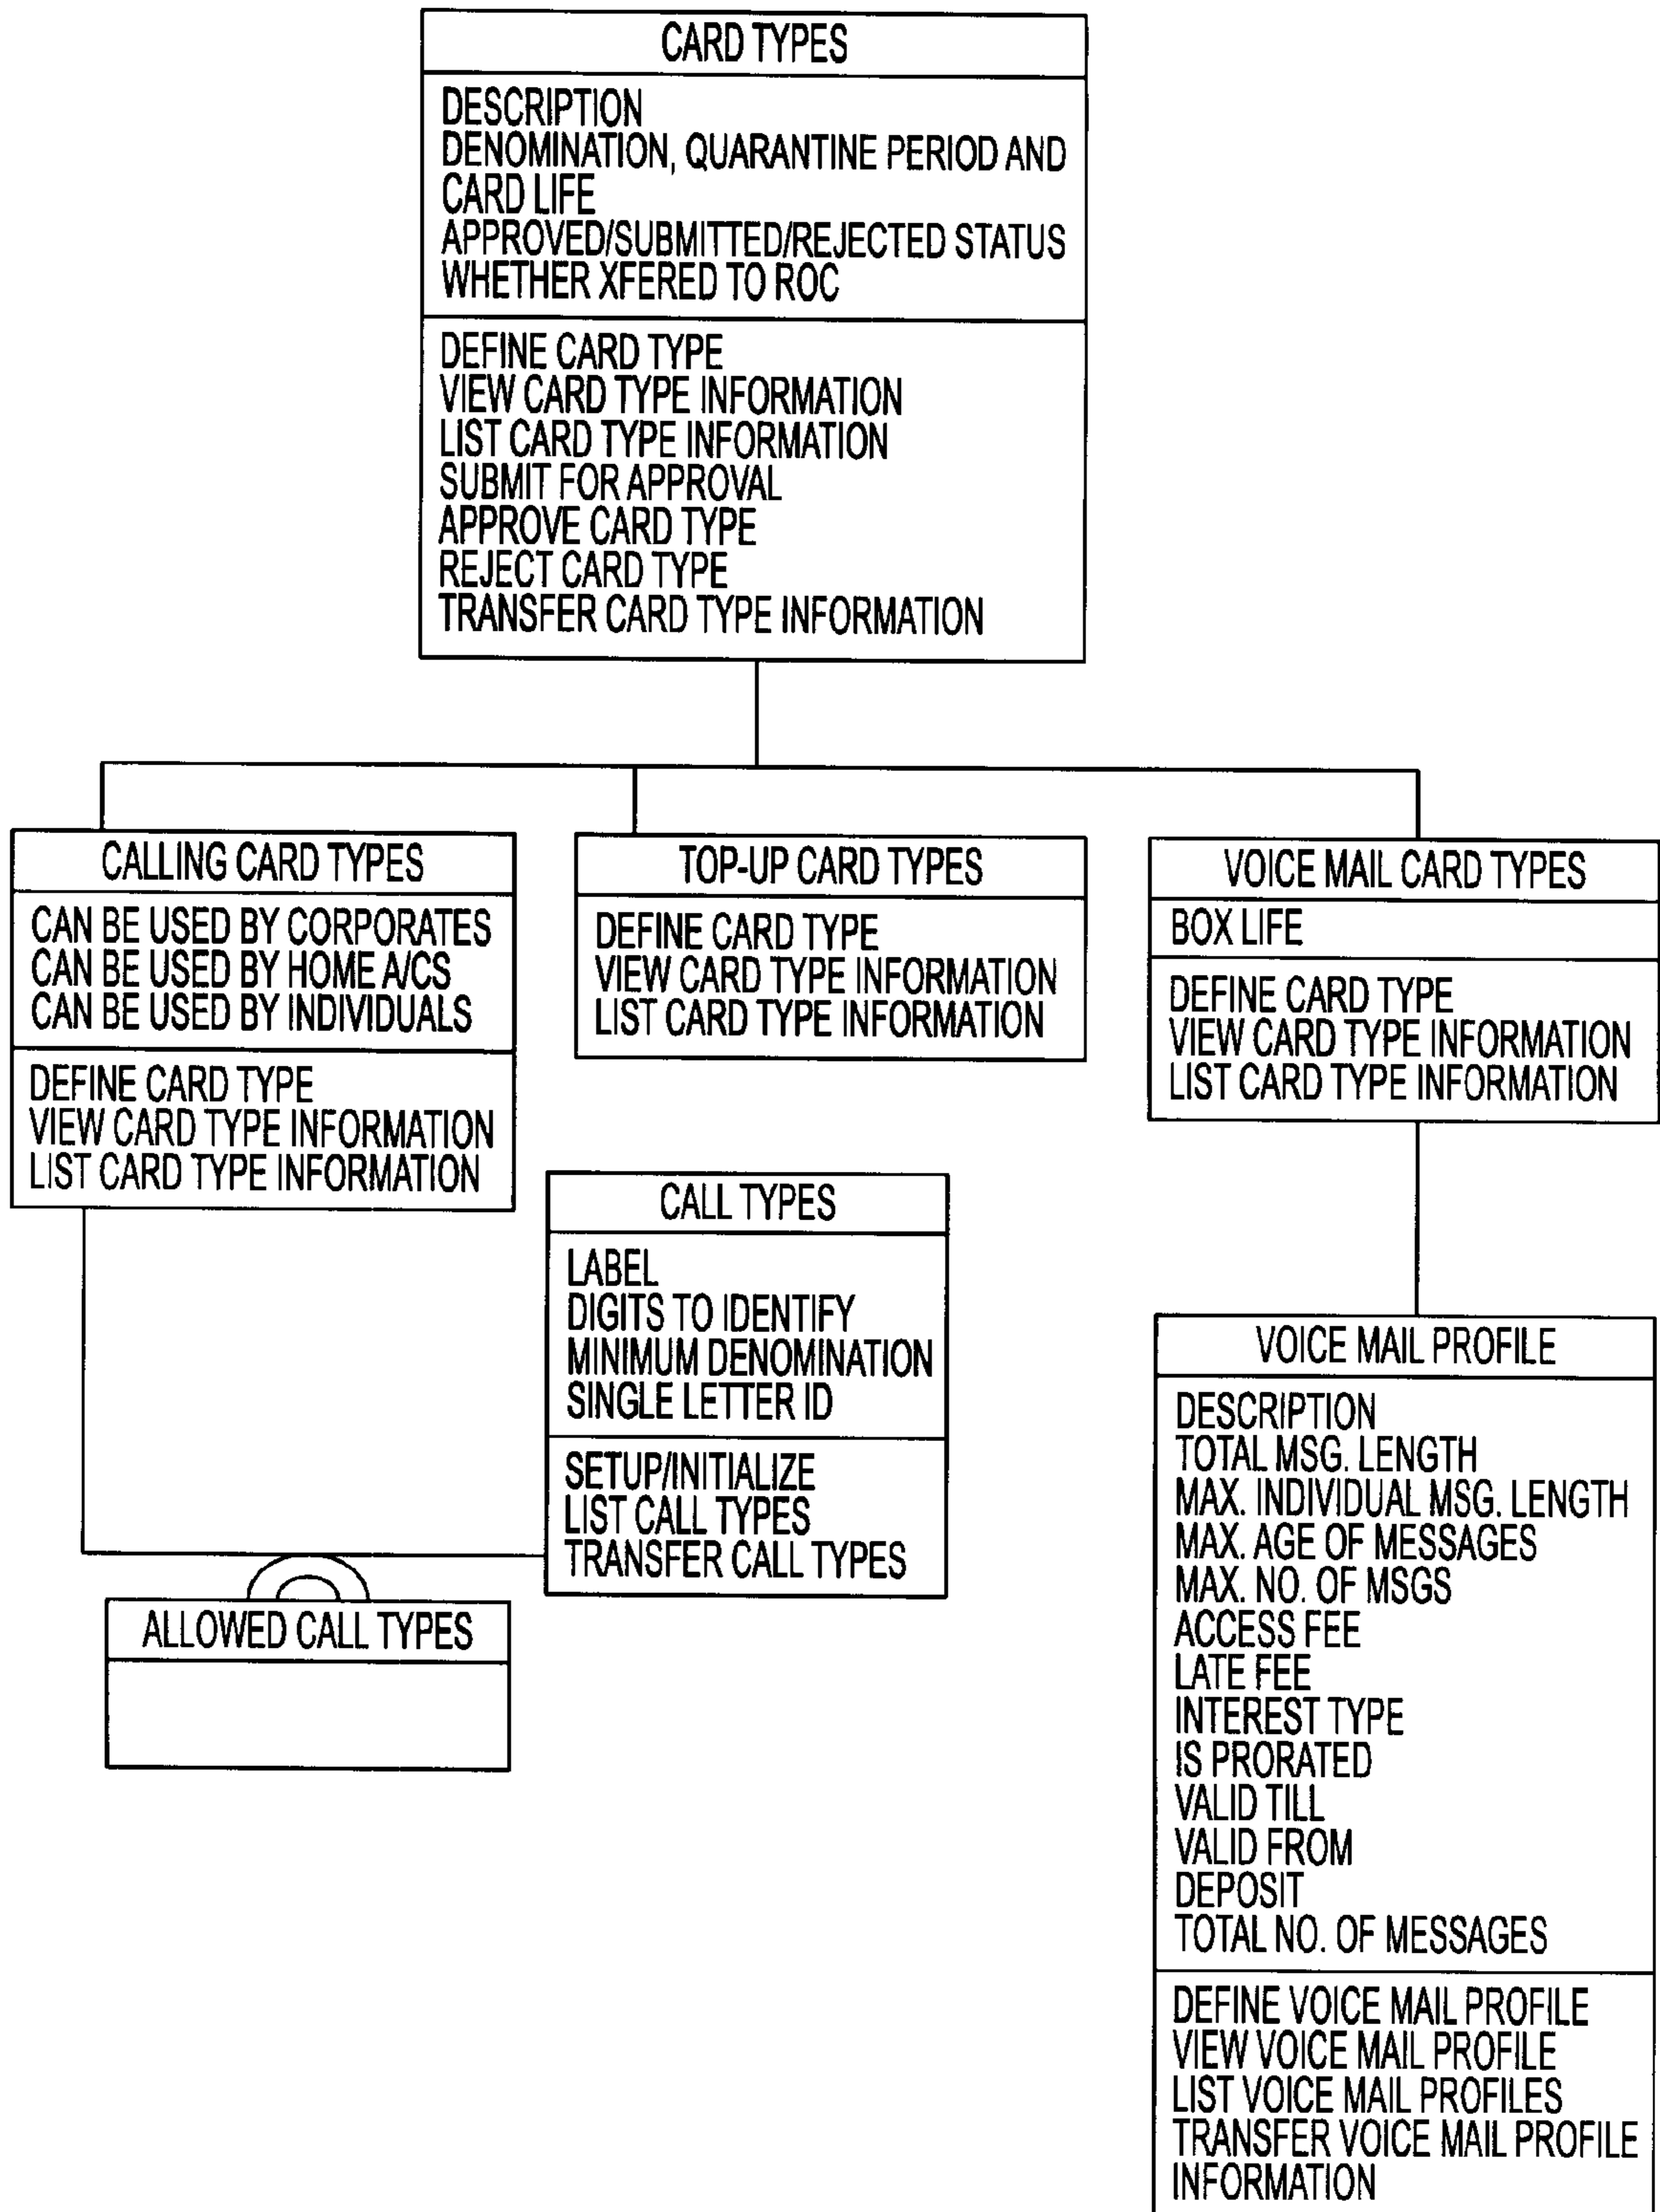 CARD TYPES
DESCRIPTION
DENOMINATION, QUARANTINE PERIOD AND
CARD LIFE
APPROVED/SUBMITTED/REJECTED STATUS
WHETHER XFERED TO ROC
DEFINE CARD TYPE
VIEW CARD TYPE INFORMATION
LIST CARD TYPE INFORMATION
SUBMIT FOR APPROVAL
APPROVE CARD TYPE
REJECT CARD TYPE
TRANSFER CARD TYPE INFORMATION
CALLING CARD TYPES
CAN BE USED BY CORPORATES
CAN BE USED BY HOME A/CS
CAN BE USED BY INDIVIDUALS
DEFINE CARD TYPE
VIEW CARD TYPE INFORMATION
LIST CARD TYPE INFORMATION
TOP-UP CARD TYPES
DEFINE CARD TYPE
VIEW CARD TYPE INFORMATION
LIST CARD TYPE INFORMATION
VOICE MAIL CARD TYPES
BOX LIFE
DEFINE CARD TYPE
VIEW CARD TYPE INFORMATION
LIST CARD TYPE INFORMATION
CALL TYPES
LABEL
DIGITS TO IDENTIFY
MINIMUM DENOMINATION
SINGLE LETTER ID
SETUP/INITIALIZE
LIST CALL TYPES
TRANSFER CALL TYPES
ALLOWED CALL TYPES
VOICE MAIL PROFILE
DESCRIPTION
TOTAL MSG. LENGTH
MAX. INDIVIDUAL MSG. LENGTH
MAX. AGE OF MESSAGES
MAX. NO. OF MSGS
ACCESS FEE
LATE FEE
INTEREST TYPE
IS PRORATED
VALID TILL
VALID FROM
DEPOSIT
TOTAL NO. OF MESSAGES
DEFINE VOICE MAIL PROFILE
VIEW VOICE MAIL PROFILE
LIST VOICE MAIL PROFILES
TRANSFER VOICE MAIL PROFILE
INFORMATION